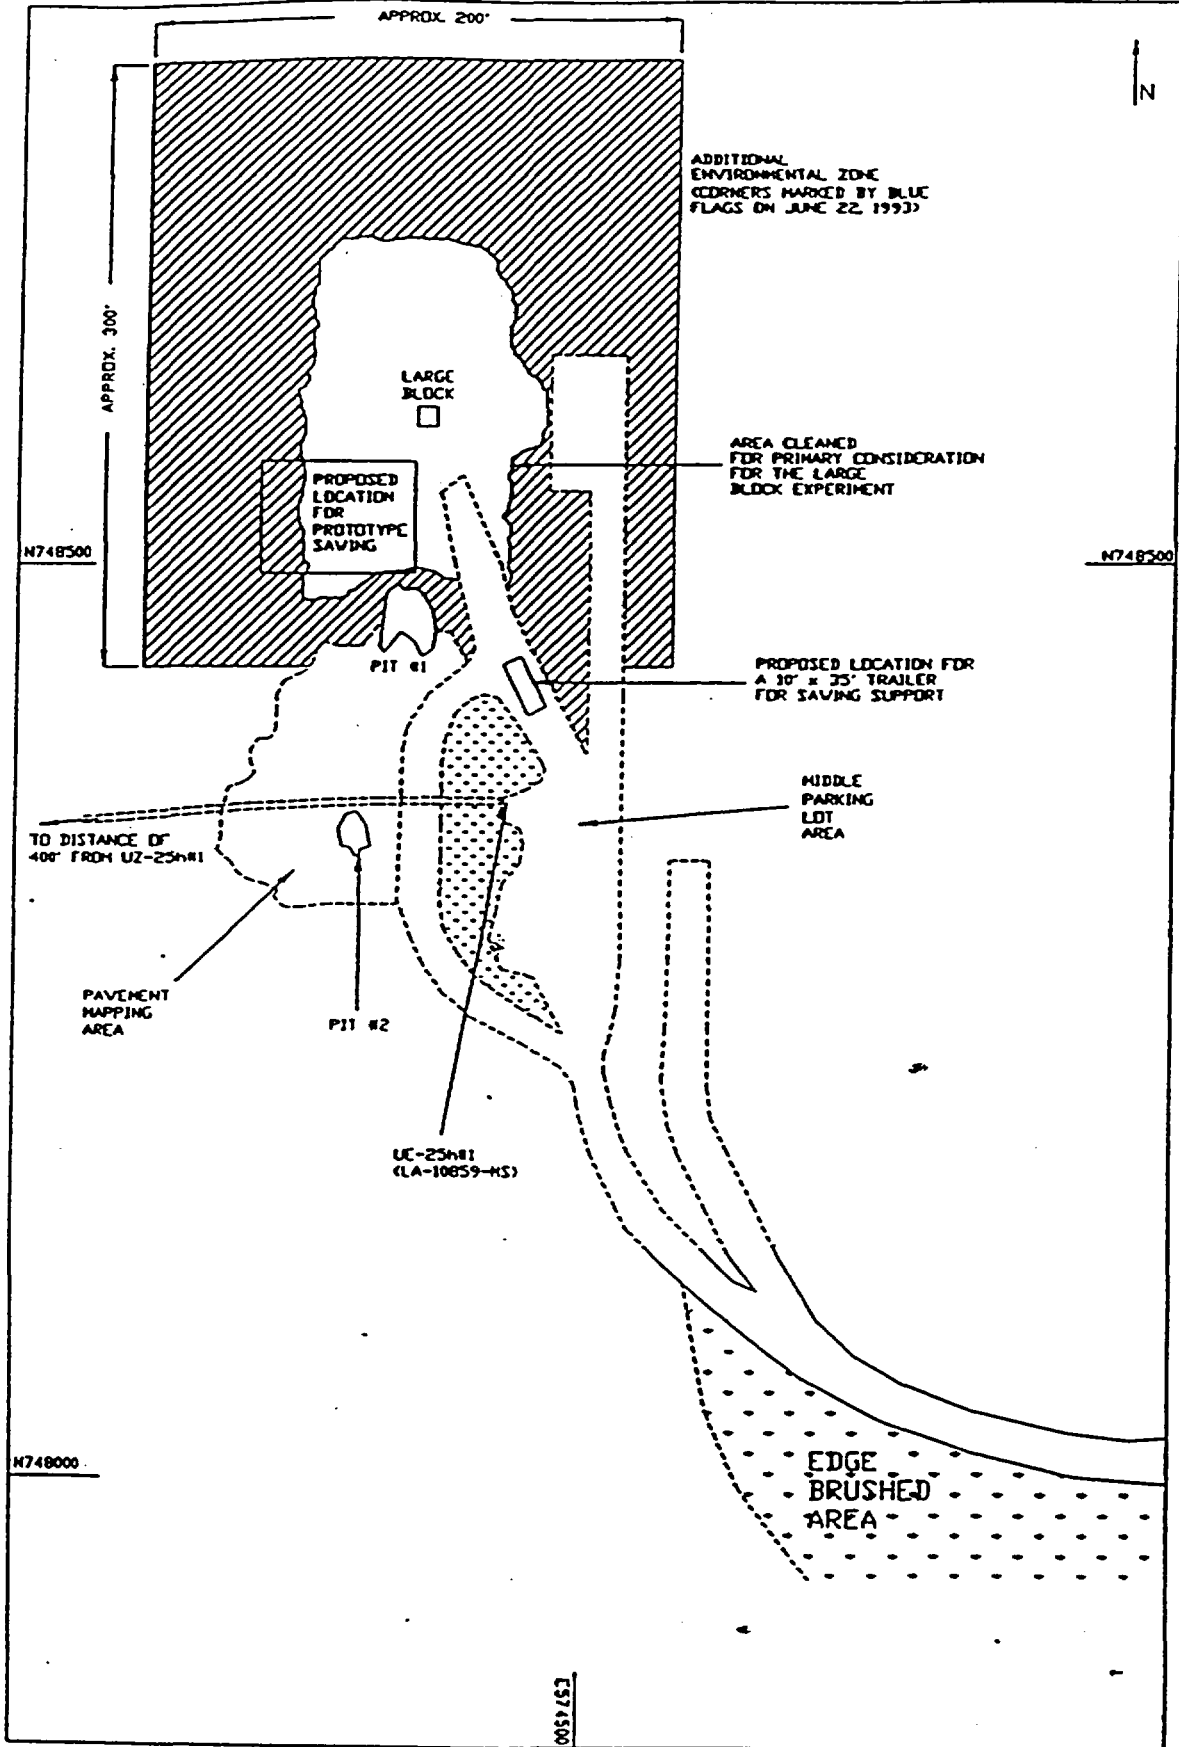 APPROX. 200'
N
ADDITIONAL
ENVIRONMENTAL ZONE
(CORNERS MARKED BY BLUE
FLAGS ON JUNE 22, 1993)
APPROX. 300'
LARGE
BLOCK
AREA CLEANED
FOR PRIMARY CONSIDERATION
FOR THE LARGE
BLOCK EXPERIMENT
PROPOSED
LOCATION
FOR
PROTOTYPE
SAWING
N748500
N748500
PIT #1
PROPOSED LOCATION FOR
A 10' x 35' TRAILER
FOR SAWING SUPPORT
MIDDLE
PARKING
LOT
AREA
TO DISTANCE OF
400' FROM UZ-25h#1
PAVEMENT
MAPPING
AREA
PIT #2
UE-25h#1
(LA-10859-MS)
N748000
EDGE
BRUSHED
AREA
E574500